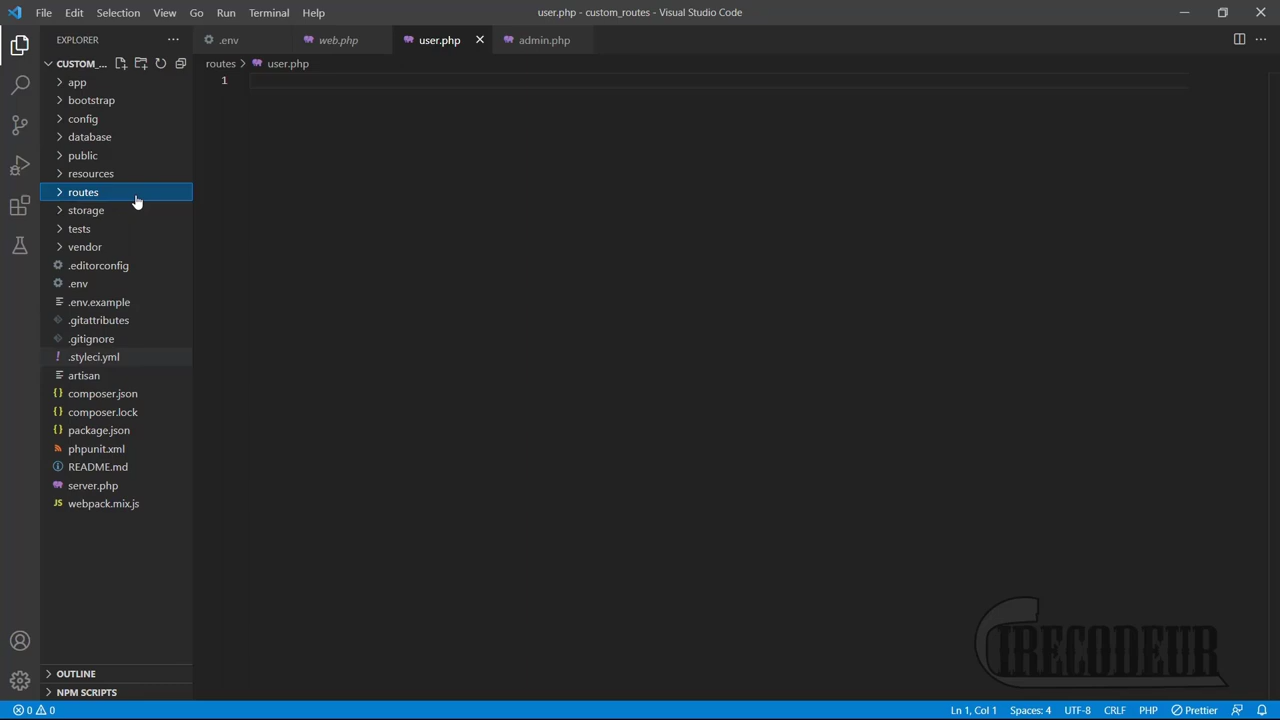 File Edit Selection View Go Run Terminal Help
user.php - custom_routes - Visual Studio Code
EXPLORER
.env
web.php
user.php
admin.php
CUSTOM_...
routes > user.php
1
app
bootstrap
config
database
public
resources
routes
storage
tests
vendor
.editorconfig
.env
.env.example
.gitattributes
.gitignore
! .styleci.yml
artisan
{} composer.json
{} composer.lock
{} package.json
phpunit.xml
README.md
server.php
JS webpack.mix.js
OUTLINE
NPM SCRIPTS
CIRECODEUR
0 0
Ln 1, Col 1 Spaces: 4 UTF-8 CRLF PHP Prettier